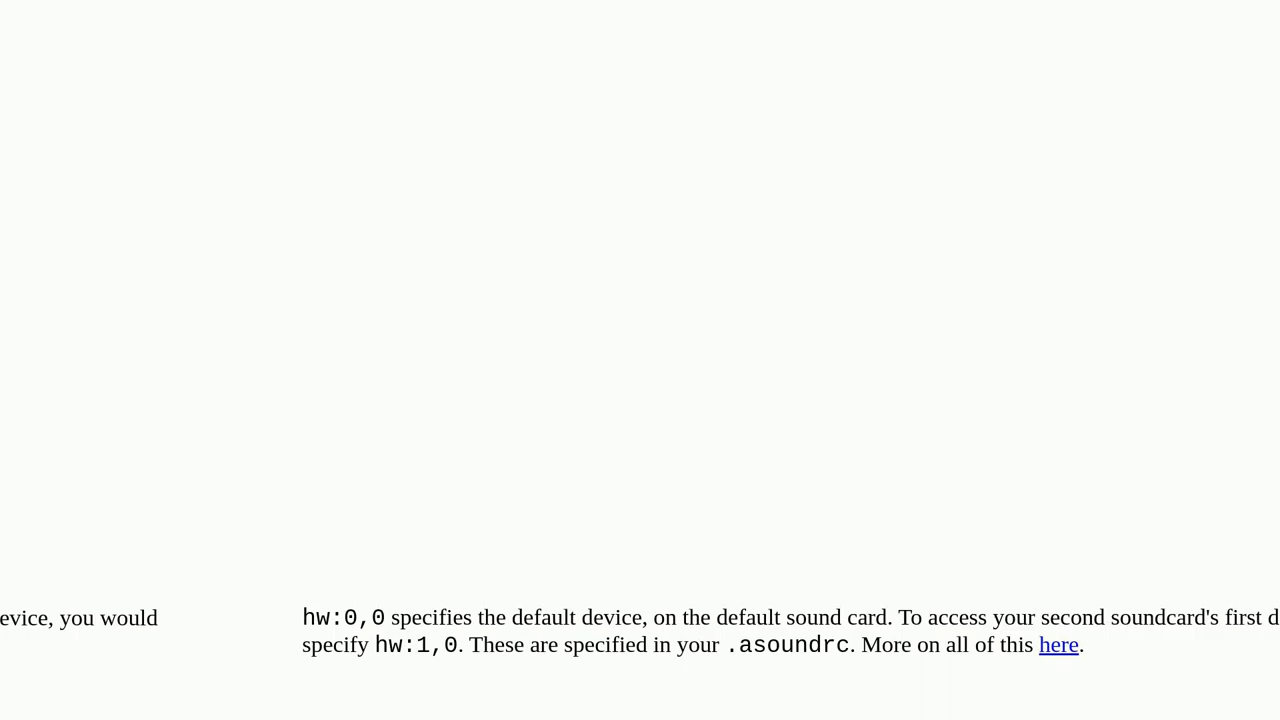 hw:0,0 specifies the default device, on the default sound card. To access your second soundcard's first d
evice, you would
specify hw:1,0. These are specified in your .asoundrc. More on all of this here.